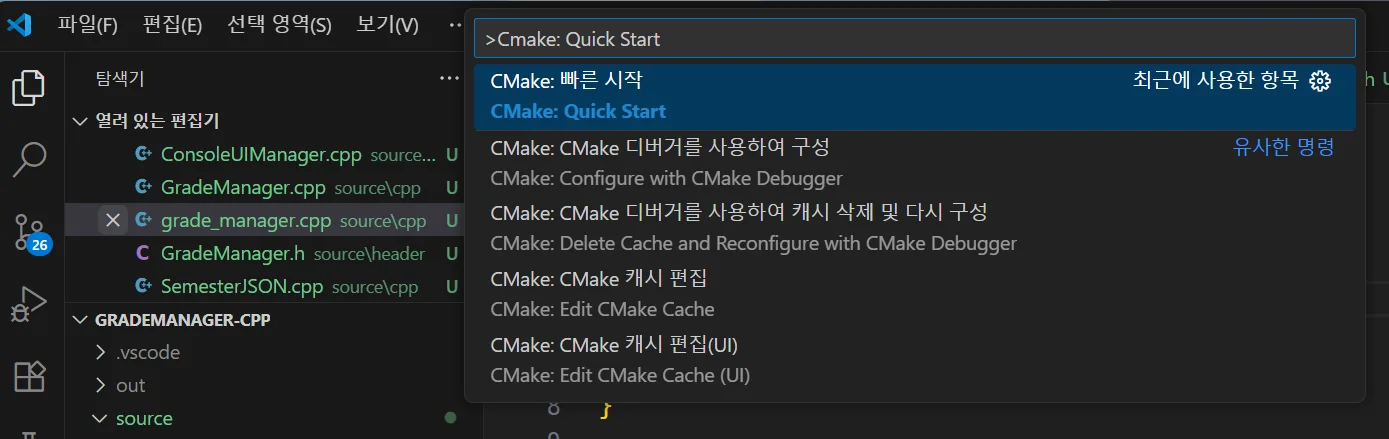 파일(F) 편집(E) 선택 영역(S) 보기(V) ···
>Cmake: Quick Start
탐색기 ···
열려 있는 편집기
ConsoleUIManager.cpp source... U
GradeManager.cpp source\cpp U
grade_manager.cpp source\cpp U
GradeManager.h source\header U
SemesterJSON.cpp source\cpp U
26
GRADEMANAGER-CPP
.vscode
out
source
CMake: 빠른 시작 최근에 사용한 항목
CMake: Quick Start
CMake: CMake 디버거를 사용하여 구성 유사한 명령
CMake: Configure with CMake Debugger
CMake: CMake 디버거를 사용하여 캐시 삭제 및 다시 구성
CMake: Delete Cache and Reconfigure with CMake Debugger
CMake: CMake 캐시 편집
CMake: Edit CMake Cache
CMake: CMake 캐시 편집(UI)
CMake: Edit CMake Cache (UI)
h U
8 }